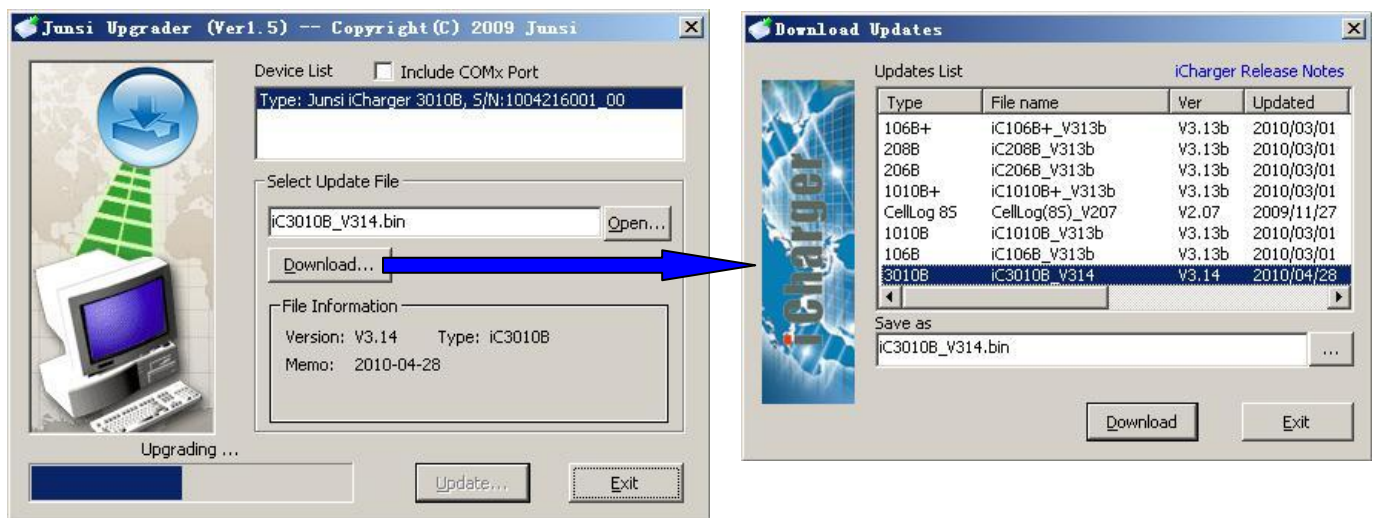 Junsi Upgrader (Ver1.5) -- Copyright(C) 2009 Junsi
Device List
Include COMx Port
Type: Junsi iCharger 3010B, S/N:1004216001_00
Select Update File
iC3010B_V314.bin
Open...
Download...
File Information
Version: V3.14 Type: iC3010B
Memo: 2010-04-28
Upgrading ...
Update...
Exit
Download Updates
iCharger
Updates List
iCharger Release Notes
Type File name Ver Updated
106B+ iC106B+_V313b V3.13b 2010/03/01
208B iC208B_V313b V3.13b 2010/03/01
206B iC206B_V313b V3.13b 2010/03/01
1010B+ iC1010B+_V313b V3.13b 2010/03/01
CellLog 8S CellLog(8S)_V207 V2.07 2009/11/27
1010B iC1010B_V313b V3.13b 2010/03/01
106B iC106B_V313b V3.13b 2010/03/01
3010B iC3010B_V314 V3.14 2010/04/28
Save as
iC3010B_V314.bin
...
Download
Exit